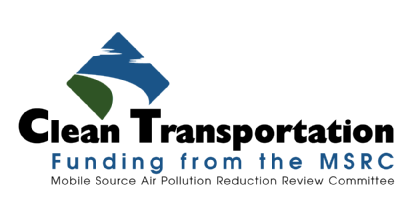 Clean Transportation
Funding from the MSRC
Mobile Source Air Pollution Reduction Review Committee